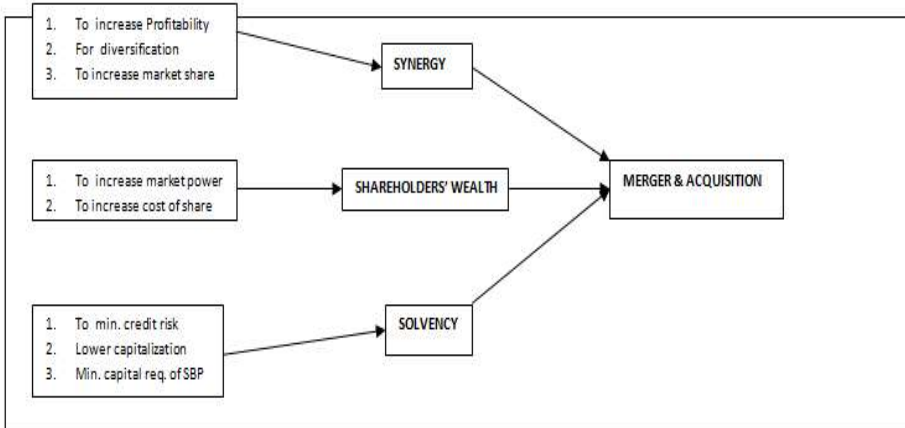 1. To increase Profitability
2. For diversification
3. To increase market share
SYNERGY
1. To increase market power
2. To increase cost of share
SHAREHOLDERS' WEALTH
MERGER & ACQUISITION
1. To min. credit risk
2. Lower capitalization
3. Min. capital req. of SBP
SOLVENCY